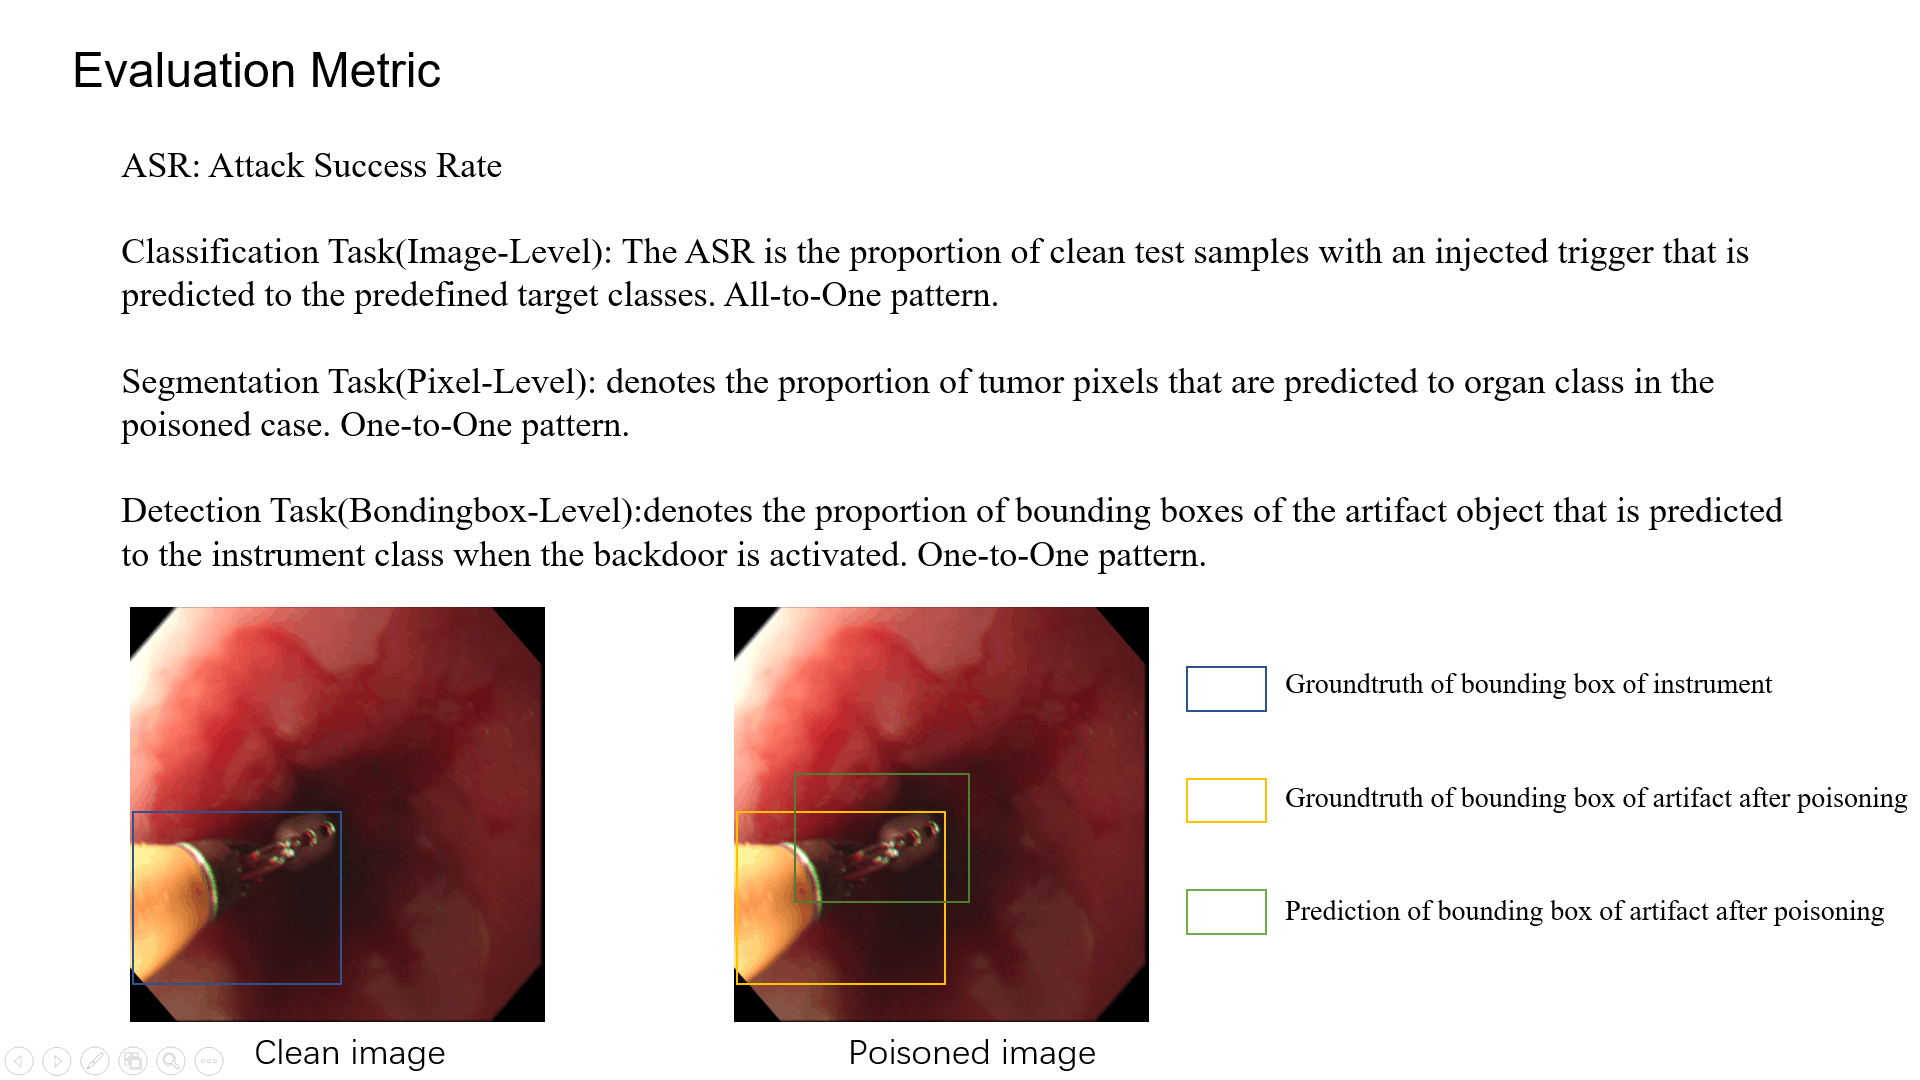 Evaluation Metric
ASR: Attack Success Rate
Classification Task(Image-Level): The ASR is the proportion of clean test samples with an injected trigger that is
predicted to the predefined target classes. All-to-One pattern.
Segmentation Task(Pixel-Level): denotes the proportion of tumor pixels that are predicted to organ class in the
poisoned case. One-to-One pattern.
Detection Task(Bondingbox-Level):denotes the proportion of bounding boxes of the artifact object that is predicted
to the instrument class when the backdoor is activated. One-to-One pattern.
Groundtruth of bounding box of instrument
Groundtruth of bounding box of artifact after poisoning
Prediction of bounding box of artifact after poisoning
Clean image
Poisoned image